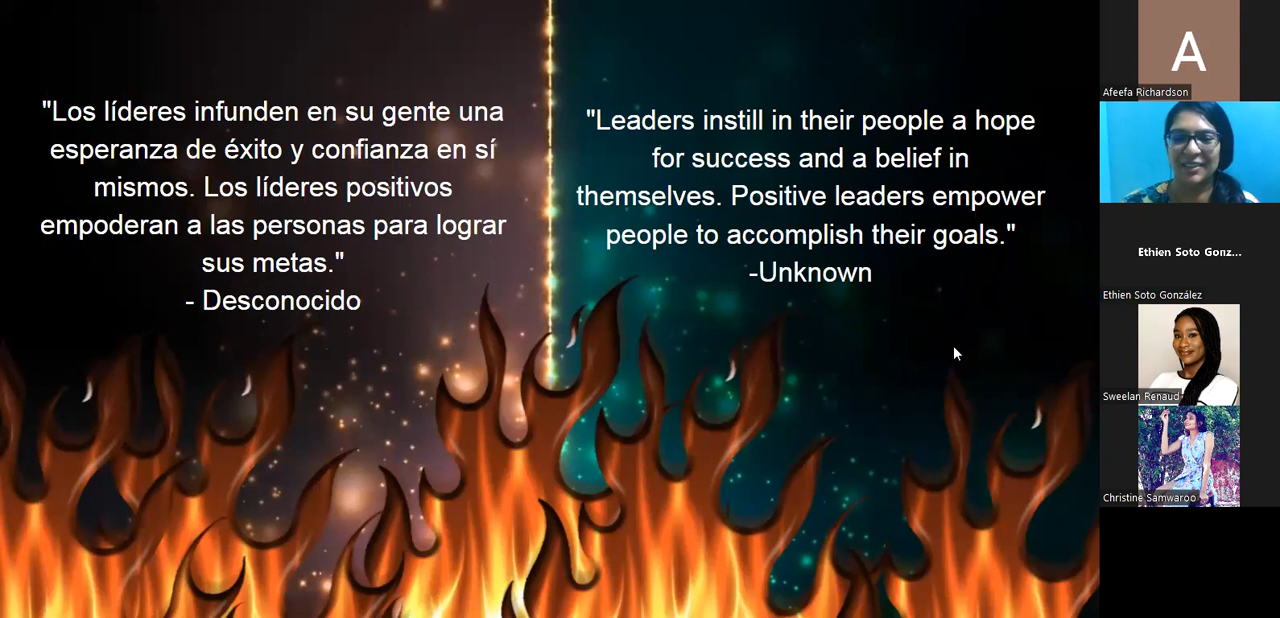 "Los líderes infunden en su gente una
esperanza de éxito y confianza en sí
mismos. Los líderes positivos
empoderan a las personas para lograr
sus metas."
- Desconocido
"Leaders instill in their people a hope
for success and a belief in
themselves. Positive leaders empower
people to accomplish their goals."
-Unknown
A
Afeefa Richardson
Ethien Soto Gonz...
Ethien Soto González
Sweelan Renaud
Christine Samwaroo